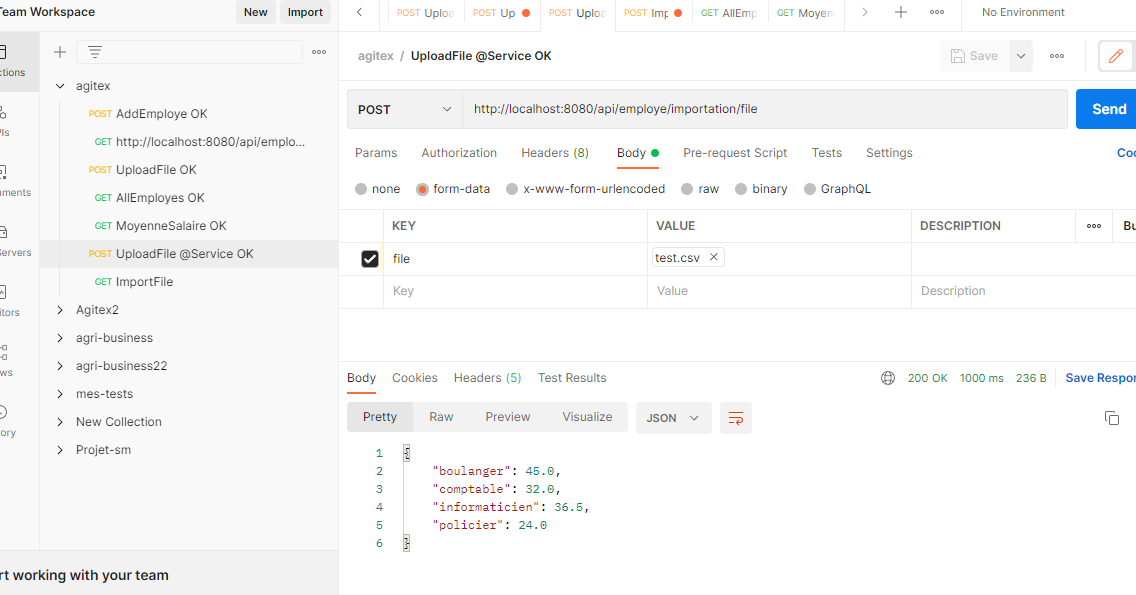 Team Workspace New Import
POST Uploa POST Up POST Uploa POST Imp GET AllEmp GET Moyen No Environment
agitex / UploadFile @Service OK Save
ctions
agitex
POST http://localhost:8080/api/employe/importation/file Send
POST AddEmploye OK
PIs
GET http://localhost:8080/api/emplo...
Params Authorization Headers (8) Body Pre-request Script Tests Settings Coo
POST UploadFile OK
nments
none form-data x-www-form-urlencoded raw binary GraphQL
GET AllEmployes OK
GET MoyenneSalaire OK
KEY VALUE DESCRIPTION Bu
Servers
POST UploadFile @Service OK
file test.csv
GET ImportFile
Key Value Description
itors
Agitex2
agri-business
agri-business22
ws
mes-tests
New Collection
ory
Projet-sm
Body Cookies Headers (5) Test Results 200 OK 1000 ms 236 B Save Respor
Pretty Raw Preview Visualize JSON
1 {
2 "boulanger": 45.0,
3 "comptable": 32.0,
4 "informaticien": 36.5,
5 "policier": 24.0
6 }
rt working with your team